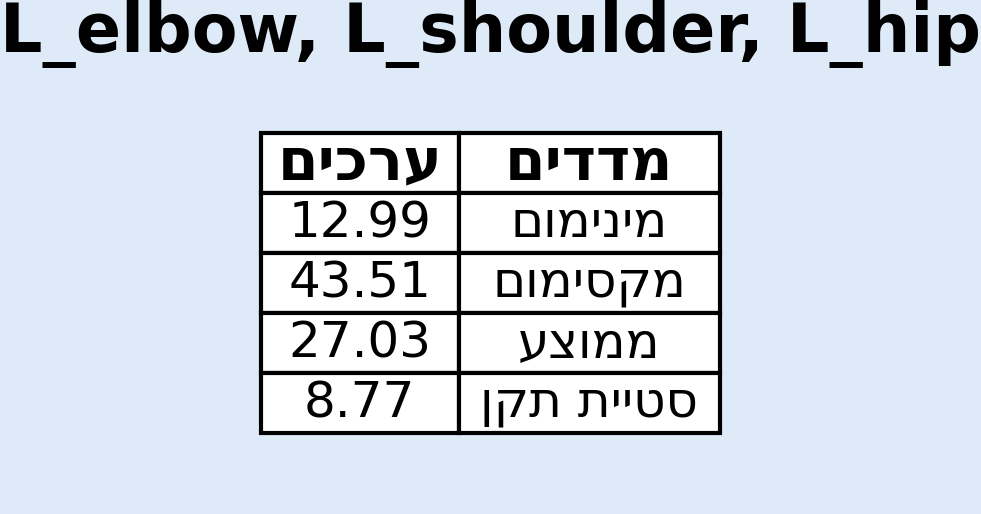 L_elbow, L_shoulder, L_hip
מדדים ערכים
מינימום 12.99
מקסימום 43.51
ממוצע 27.03
סטיית תקן 8.77